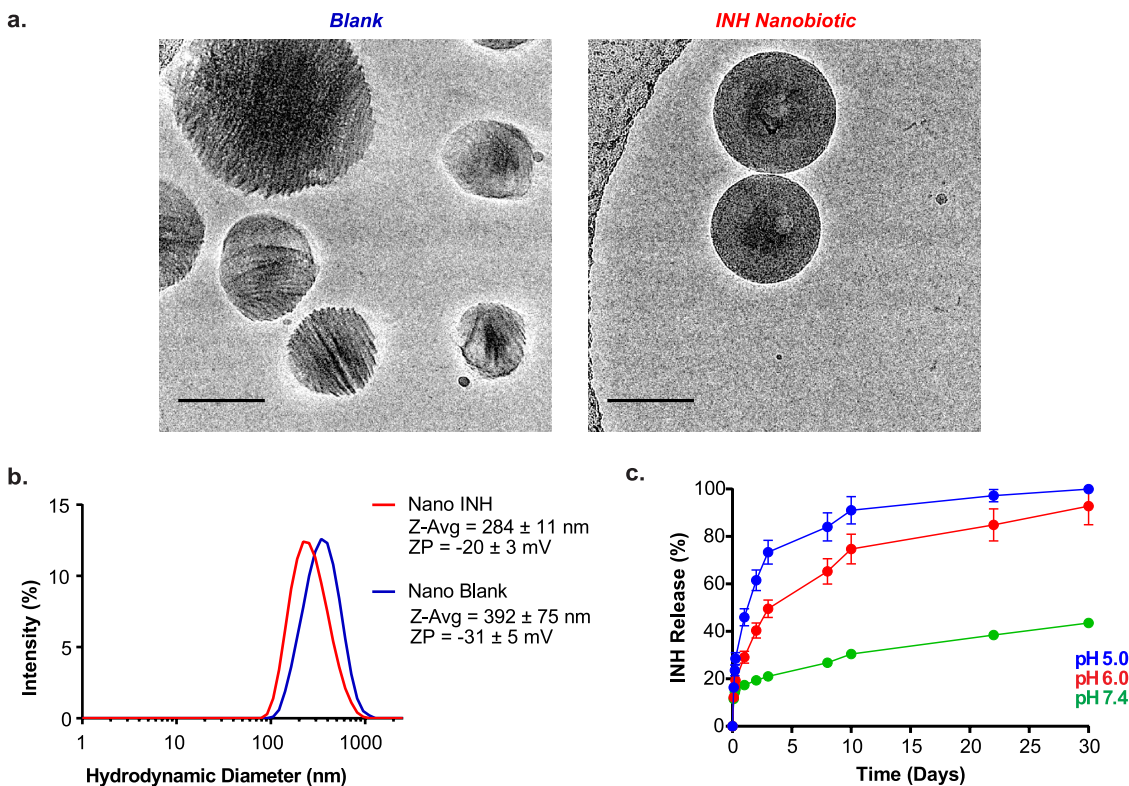 a.
Blank
INH Nanobiotic
b.
Intensity (%)
15
10
5
0
1
10
100
1000
Hydrodynamic Diameter (nm)
Nano INH
Z-Avg = 284 ± 11 nm
ZP = -20 ± 3 mV
Nano Blank
Z-Avg = 392 ± 75 nm
ZP = -31 ± 5 mV
c.
INH Release (%)
100
80
60
40
20
0
0
5
10
15
20
25
30
Time (Days)
pH 5.0
pH 6.0
pH 7.4